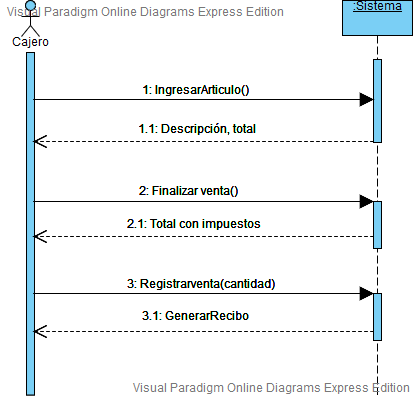 Visual Paradigm Online Diagrams Express Edition
:Sistema
Cajero
1: IngresarArticulo()
1.1: Descripción, total
2: Finalizar venta()
2.1: Total con impuestos
3: Registrarventa(cantidad)
3.1: GenerarRecibo
Visual Paradigm Online Diagrams Express Edition